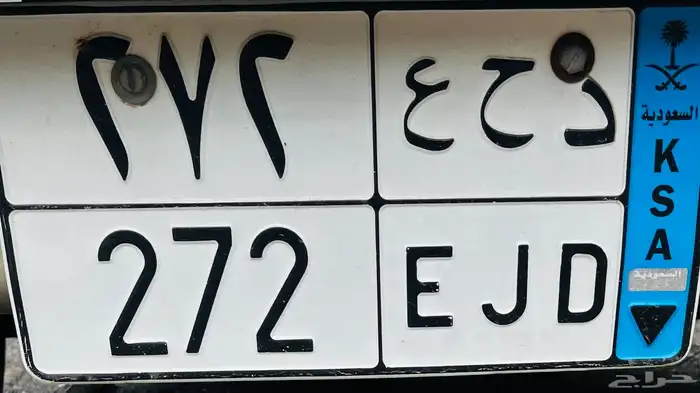 ٢٧٢ د ح ع
272 EJD
السعودية
K
S
A
السعودية
حراج